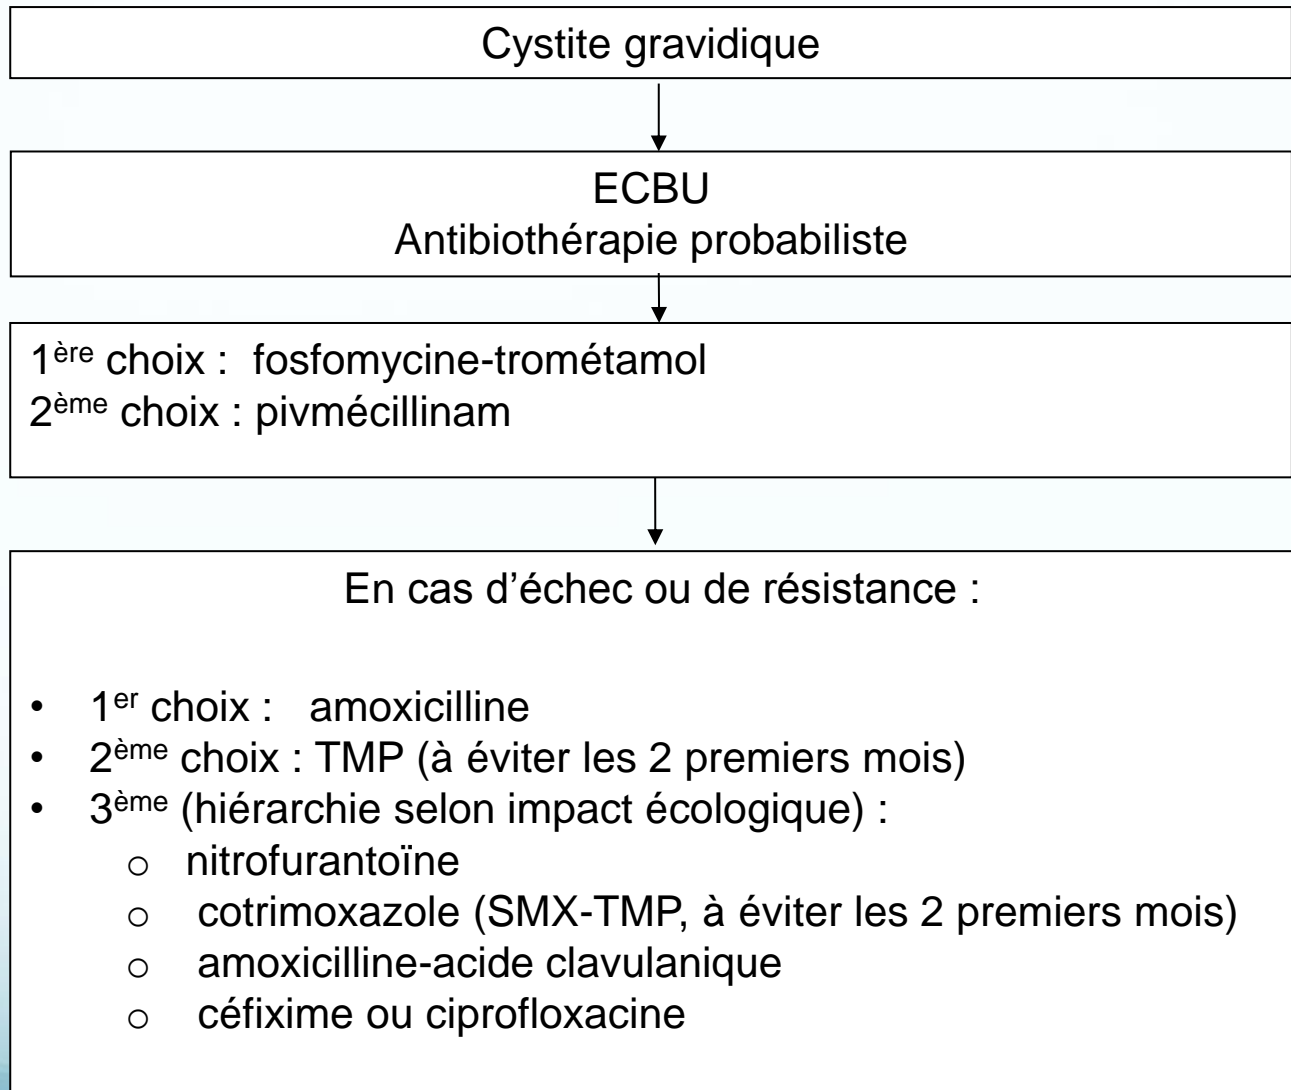 Cystite gravidique
ECBU
Antibiothérapie probabiliste
1ère choix : fosfomycine-trométamol
2ème choix : pivmécillinam
En cas d'échec ou de résistance :
• 1er choix : amoxicilline
• 2ème choix : TMP (à éviter les 2 premiers mois)
• 3ème (hiérarchie selon impact écologique) :
o nitrofurantoïne
o cotrimoxazole (SMX-TMP, à éviter les 2 premiers mois)
o amoxicilline-acide clavulanique
o céfixime ou ciprofloxacine